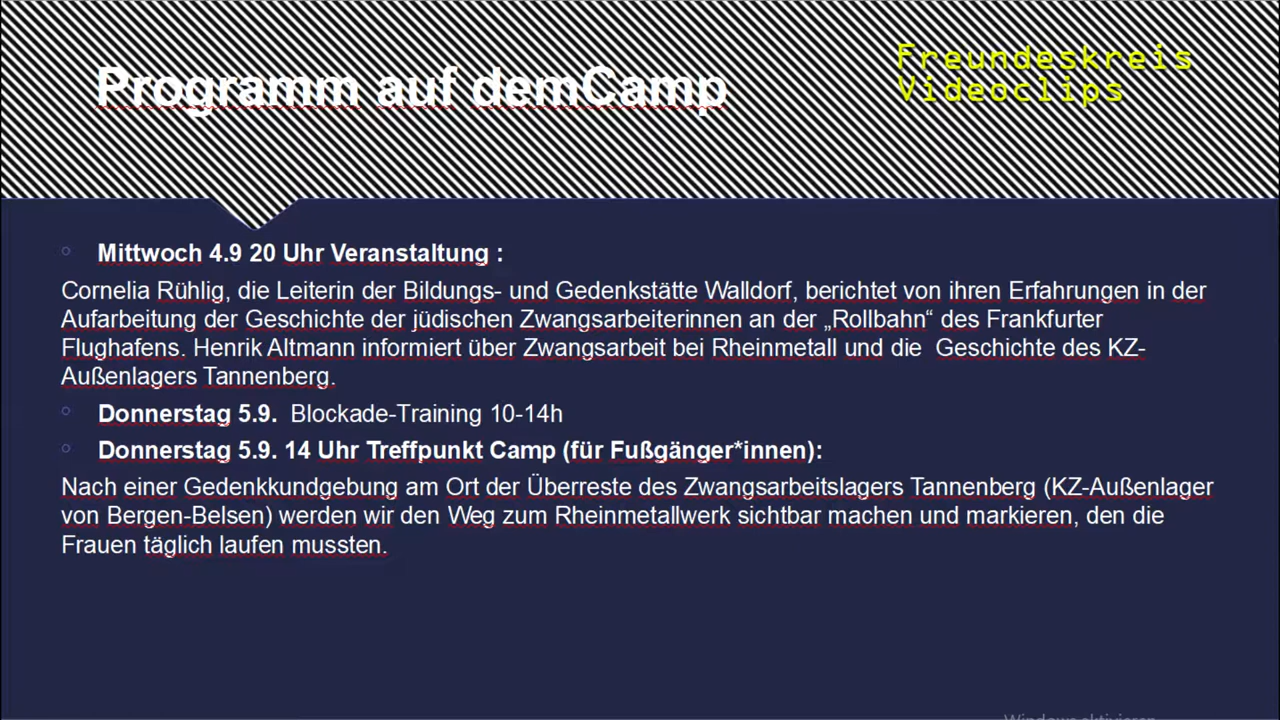 Programm auf demCamp
Freundeskreis
Videoclips
Mittwoch 4.9 20 Uhr Veranstaltung :
Cornelia Rühlig, die Leiterin der Bildungs- und Gedenkstätte Walldorf, berichtet von ihren Erfahrungen in der
Aufarbeitung der Geschichte der jüdischen Zwangsarbeiterinnen an der „Rollbahn“ des Frankfurter
Flughafens. Henrik Altmann informiert über Zwangsarbeit bei Rheinmetall und die  Geschichte des KZ-
Außenlagers Tannenberg.
Donnerstag 5.9.  Blockade-Training 10-14h
Donnerstag 5.9. 14 Uhr Treffpunkt Camp (für Fußgänger*innen):
Nach einer Gedenkkundgebung am Ort der Überreste des Zwangsarbeitslagers Tannenberg (KZ-Außenlager
von Bergen-Belsen) werden wir den Weg zum Rheinmetallwerk sichtbar machen und markieren, den die
Frauen täglich laufen mussten.